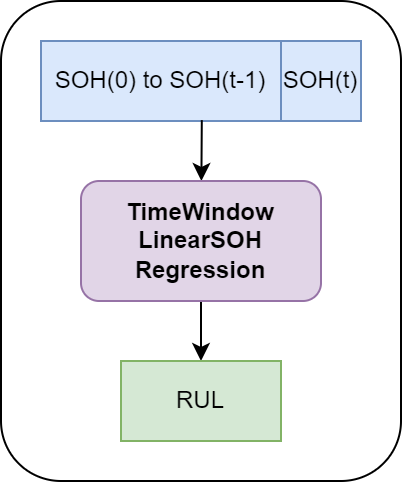 SOH(0) to SOH(t-1) SOH(t)
TimeWindow
LinearSOH
Regression
RUL